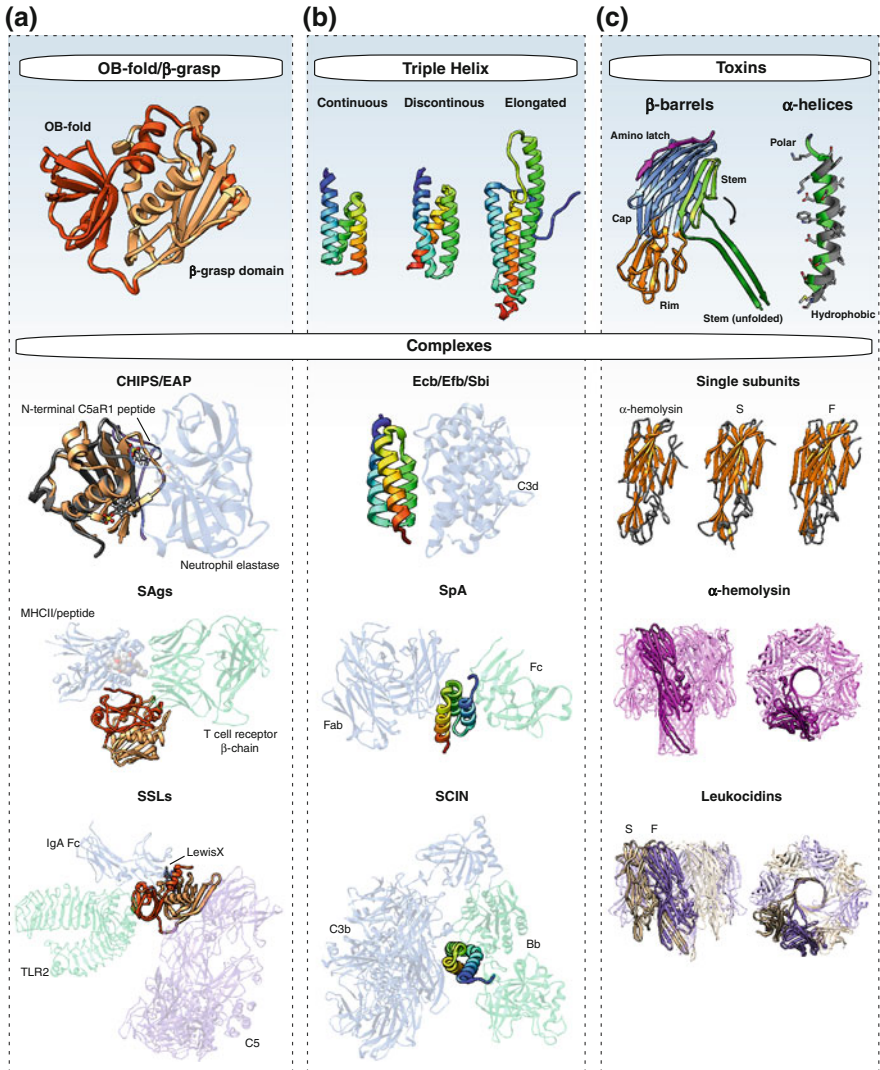 (a)
OB-fold/β-grasp
OB-fold
β-grasp domain
(b)
Triple Helix
Continuous
Discontinous
Elongated
(c)
Toxins
β-barrels
α-helices
Amino latch
Polar
Stem
Cap
Rim
Stem (unfolded)
Hydrophobic
Complexes
CHIPS/EAP
N-terminal C5aR1 peptide
Neutrophil elastase
SAgs
MHCII/peptide
T cell receptor
β-chain
SSLs
IgA Fc
LewisX
TLR2
C5
Ecb/Efb/Sbi
C3d
SpA
Fab
Fc
SCIN
C3b
Bb
Single subunits
α-hemolysin
S
F
α-hemolysin
Leukocidins
S
F